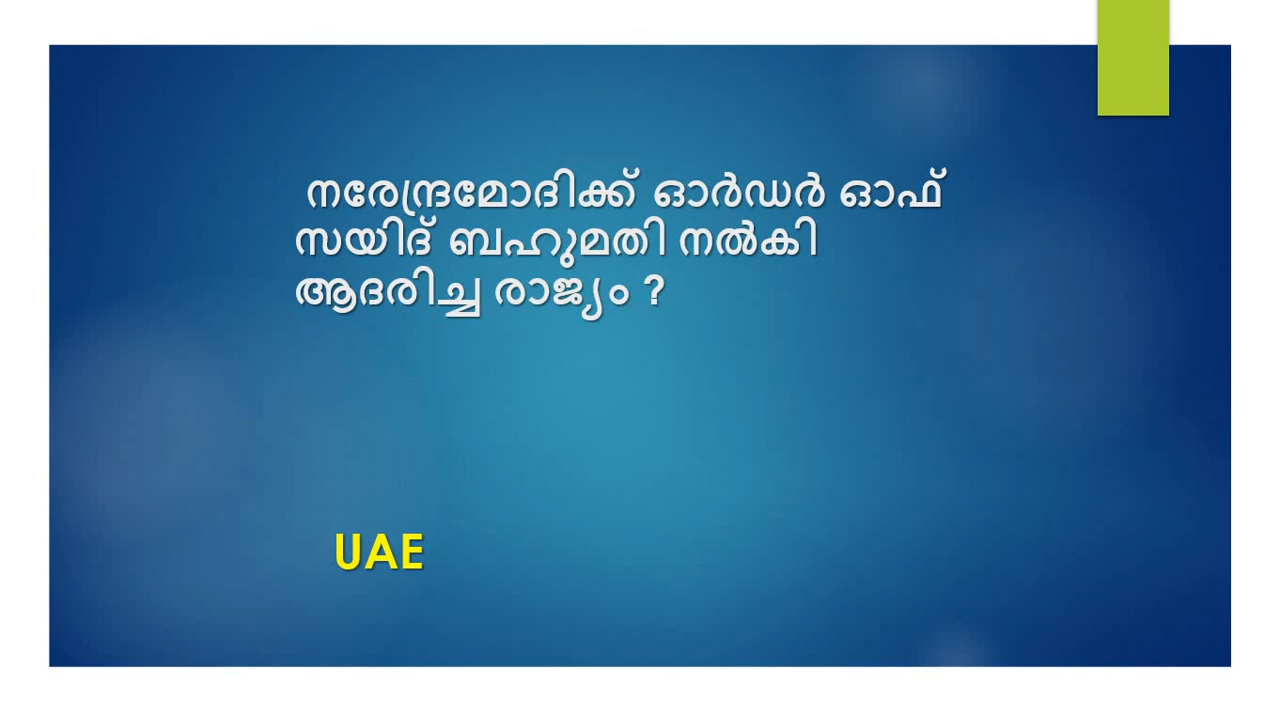 നരേന്ദ്രമോദിക്ക് ഓർഡർ ഓഫ്
സയിദ് ബഹുമതി നൽകി
ആദരിച്ച രാജ്യം ?
UAE